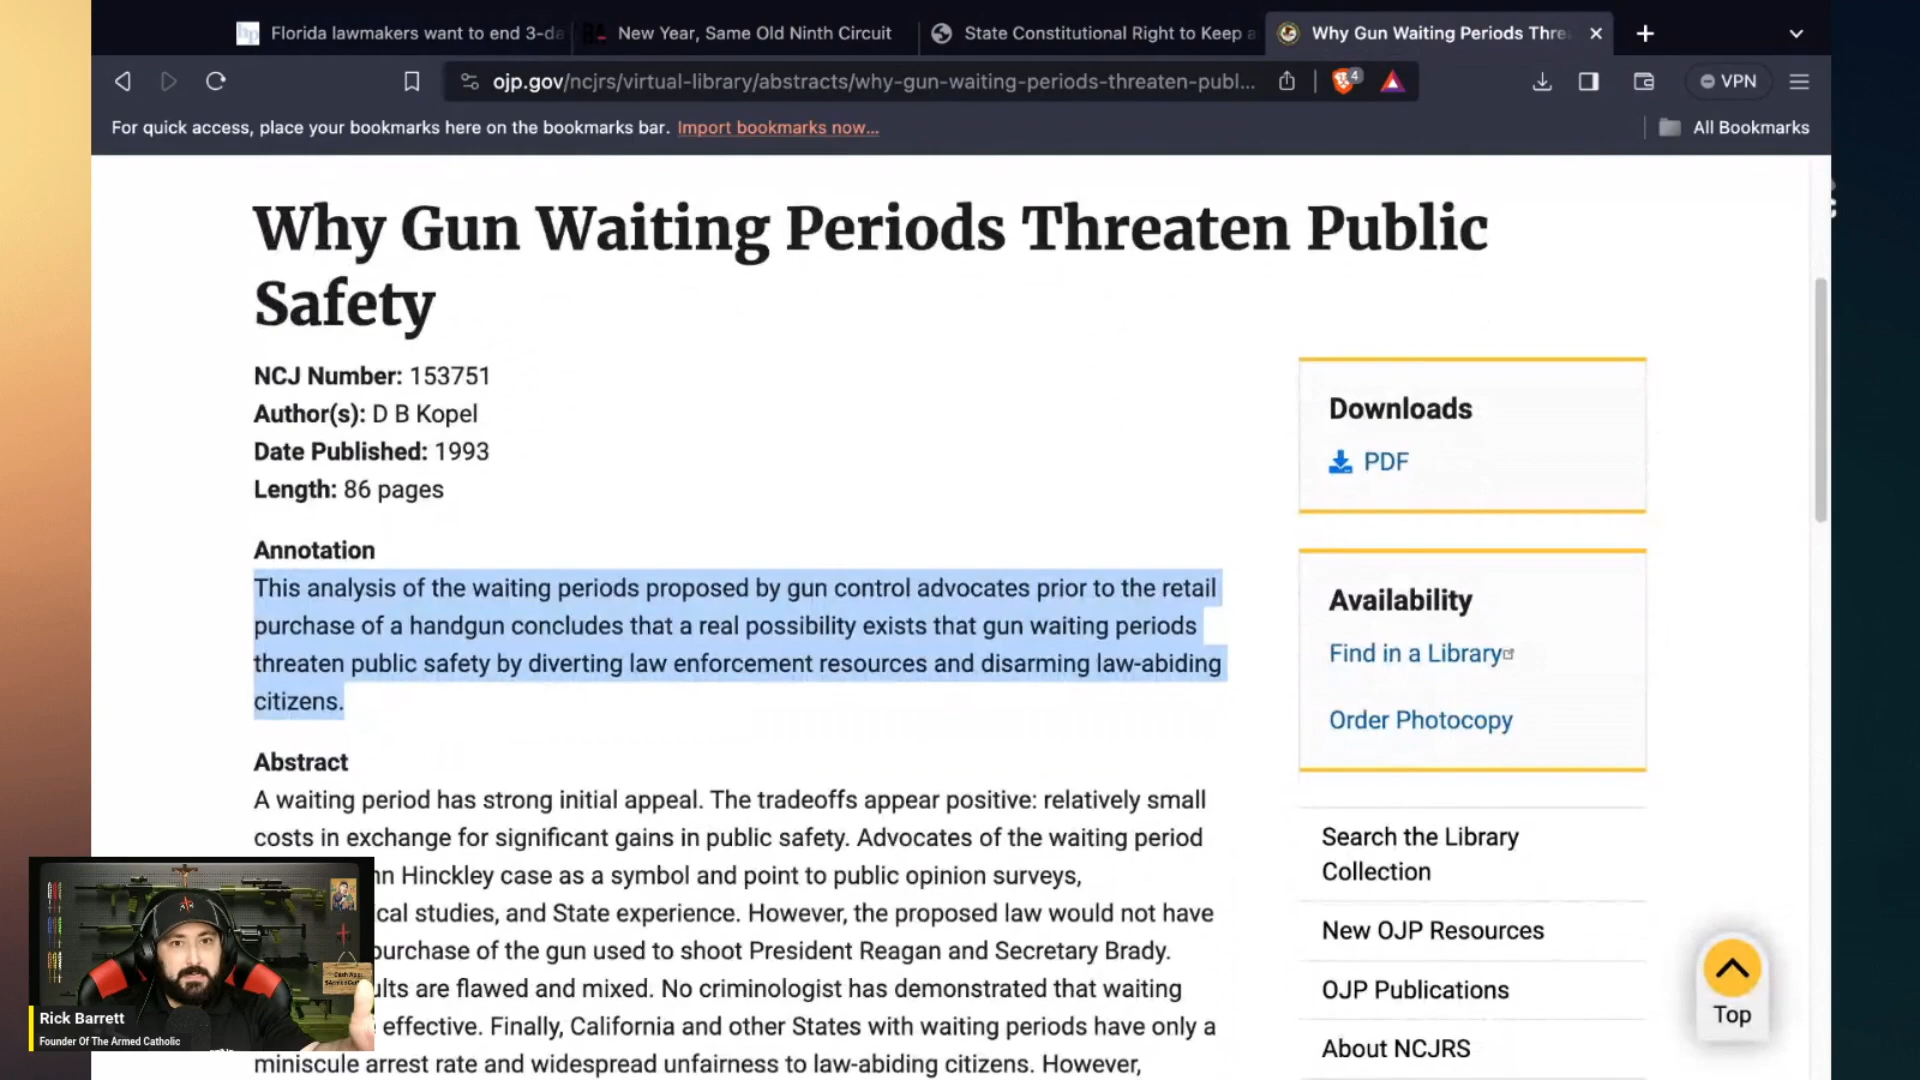 Florida lawmakers want to end 3-da
New Year, Same Old Ninth Circuit
State Constitutional Right to Keep a
Why Gun Waiting Periods Thre
ojp.gov/ncjrs/virtual-library/abstracts/why-gun-waiting-periods-threaten-publ...
4
VPN
For quick access, place your bookmarks here on the bookmarks bar. Import bookmarks now...
All Bookmarks
Why Gun Waiting Periods Threaten Public
Safety
NCJ Number: 153751
Author(s): D B Kopel
Date Published: 1993
Length: 86 pages
Annotation
This analysis of the waiting periods proposed by gun control advocates prior to the retail
purchase of a handgun concludes that a real possibility exists that gun waiting periods
threaten public safety by diverting law enforcement resources and disarming law-abiding
citizens.
Abstract
A waiting period has strong initial appeal. The tradeoffs appear positive: relatively small
costs in exchange for significant gains in public safety. Advocates of the waiting period
nn Hinckley case as a symbol and point to public opinion surveys,
cal studies, and State experience. However, the proposed law would not have
urchase of the gun used to shoot President Reagan and Secretary Brady.
ults are flawed and mixed. No criminologist has demonstrated that waiting
effective. Finally, California and other States with waiting periods have only a
miniscule arrest rate and widespread unfairness to law-abiding citizens. However,
Downloads
PDF
Availability
Find in a Library
Order Photocopy
Search the Library
Collection
New OJP Resources
OJP Publications
About NCJRS
Top
Rick Barrett
Founder Of The Armed Catholic